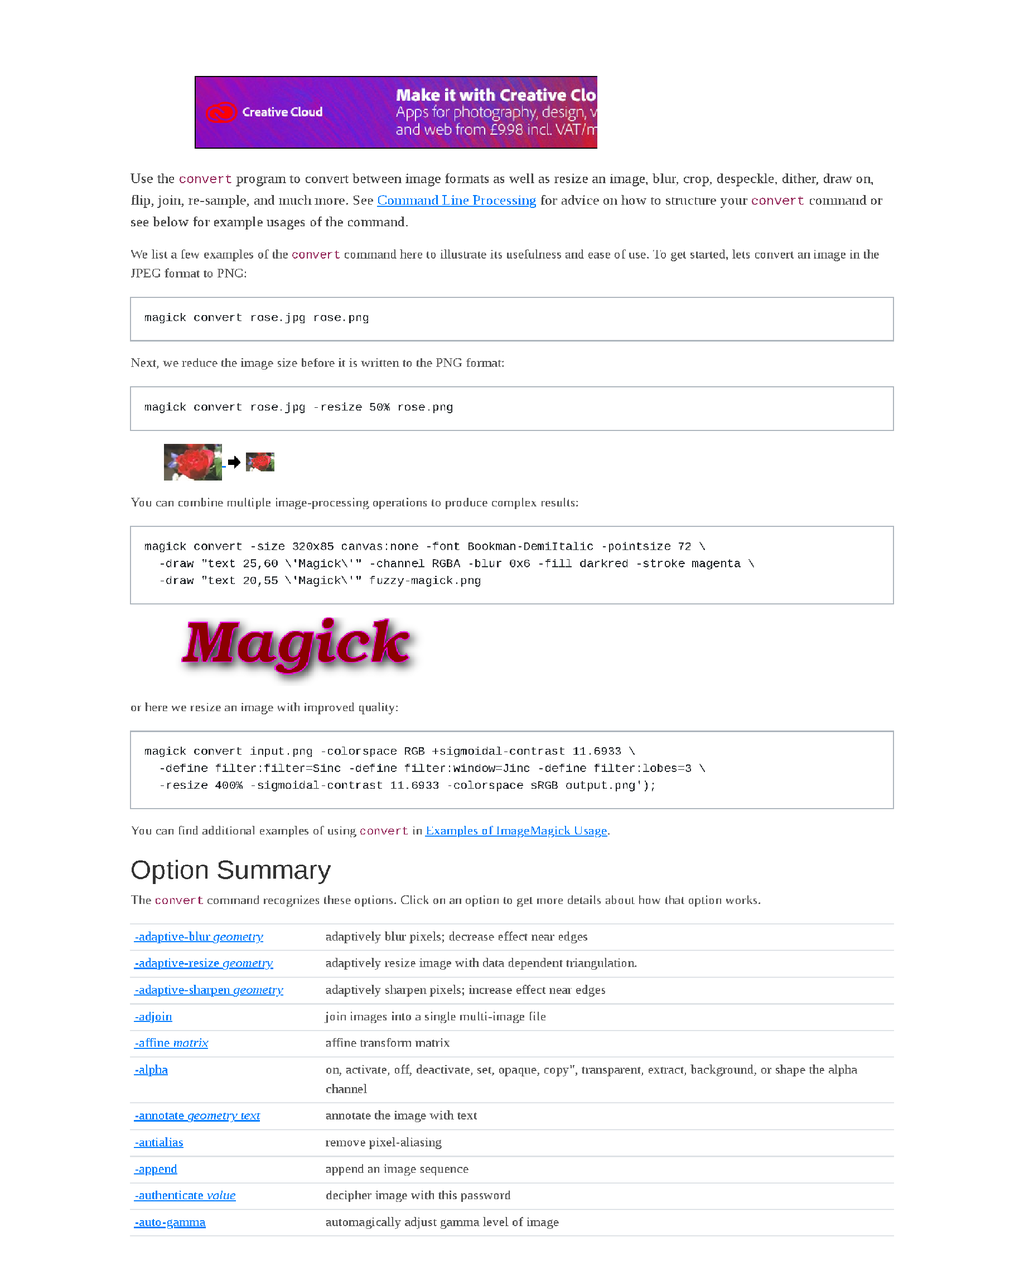 Creative Cloud
Make it with Creative Clo
Apps for photography, design, v
and web from £9.98 incl. VAT/m
Use the convert program to convert between image formats as well as resize an image, blur, crop, despeckle, dither, draw on,
flip, join, re-sample, and much more. See Command Line Processing for advice on how to structure your convert command or
see below for example usages of the command.
We list a few examples of the convert command here to illustrate its usefulness and ease of use. To get started, lets convert an image in the
JPEG format to PNG:
magick convert rose.jpg rose.png
Next, we reduce the image size before it is written to the PNG format:
magick convert rose.jpg -resize 50% rose.png
You can combine multiple image-processing operations to produce complex results:
magick convert -size 320x85 canvas:none -font Bookman-DemiItalic -pointsize 72 \
-draw "text 25,60 \'Magick\'" -channel RGBA -blur 0x6 -fill darkred -stroke magenta \
-draw "text 20,55 \'Magick\'" fuzzy-magick.png
Magick
or here we resize an image with improved quality:
magick convert input.png -colorspace RGB +sigmoidal-contrast 11.6933 \
-define filter:filter=Sinc -define filter:window=Jinc -define filter:lobes=3 \
-resize 400% -sigmoidal-contrast 11.6933 -colorspace sRGB output.png');
You can find additional examples of using convert in Examples of ImageMagick Usage.
Option Summary
The convert command recognizes these options. Click on an option to get more details about how that option works.
-adaptive-blur geometry adaptively blur pixels; decrease effect near edges
-adaptive-resize geometry adaptively resize image with data dependent triangulation.
-adaptive-sharpen geometry adaptively sharpen pixels; increase effect near edges
-adjoin join images into a single multi-image file
-affine matrix affine transform matrix
-alpha on, activate, off, deactivate, set, opaque, copy", transparent, extract, background, or shape the alpha
channel
-annotate geometry text annotate the image with text
-antialias remove pixel-aliasing
-append append an image sequence
-authenticate value decipher image with this password
-auto-gamma automagically adjust gamma level of image